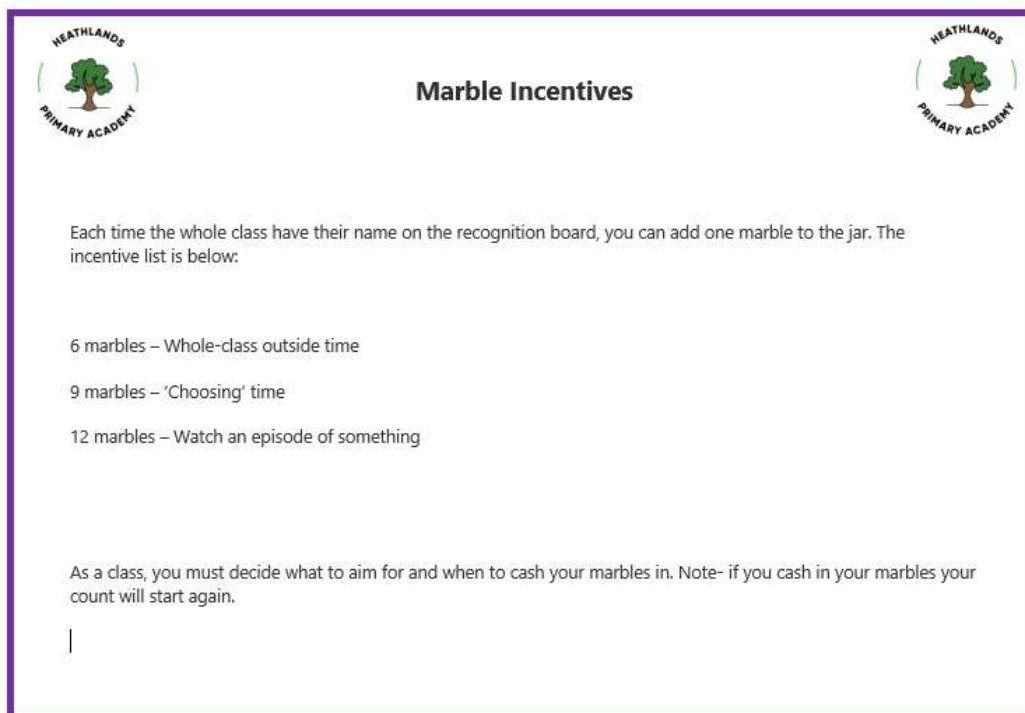 HEATHLANDS
PRIMARY ACADEMY
Marble Incentives
HEATHLANDS
PRIMARY ACADEMY
Each time the whole class have their name on the recognition board, you can add one marble to the jar. The
incentive list is below:
6 marbles – Whole-class outside time
9 marbles – ‘Choosing’ time
12 marbles – Watch an episode of something
As a class, you must decide what to aim for and when to cash your marbles in. Note- if you cash in your marbles your
count will start again.